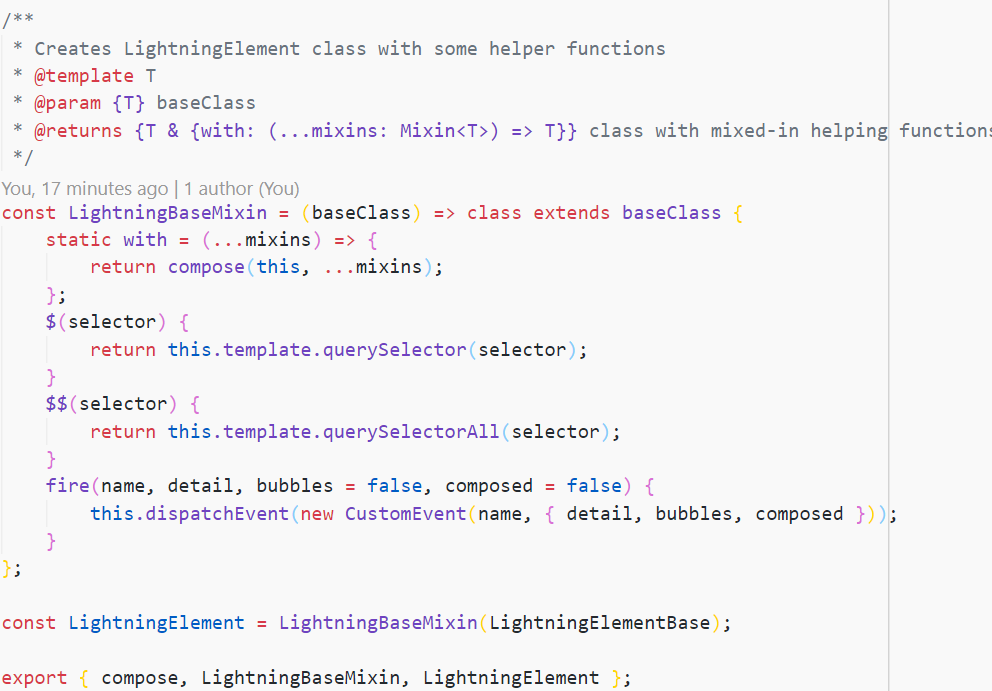 /**
 * Creates LightningElement class with some helper functions
 * @template T
 * @param {T} baseClass
 * @returns {T & {with: (...mixins: Mixin<T>) => T}} class with mixed-in helping functions
 */
You, 17 minutes ago | 1 author (You)
const LightningBaseMixin = (baseClass) => class extends baseClass {
    static with = (...mixins) => {
        return compose(this, ...mixins);
    };
    $(selector) {
        return this.template.querySelector(selector);
    }
    $$(selector) {
        return this.template.querySelectorAll(selector);
    }
    fire(name, detail, bubbles = false, composed = false) {
        this.dispatchEvent(new CustomEvent(name, { detail, bubbles, composed }));
    }
};
const LightningElement = LightningBaseMixin(LightningElementBase);
export { compose, LightningBaseMixin, LightningElement };